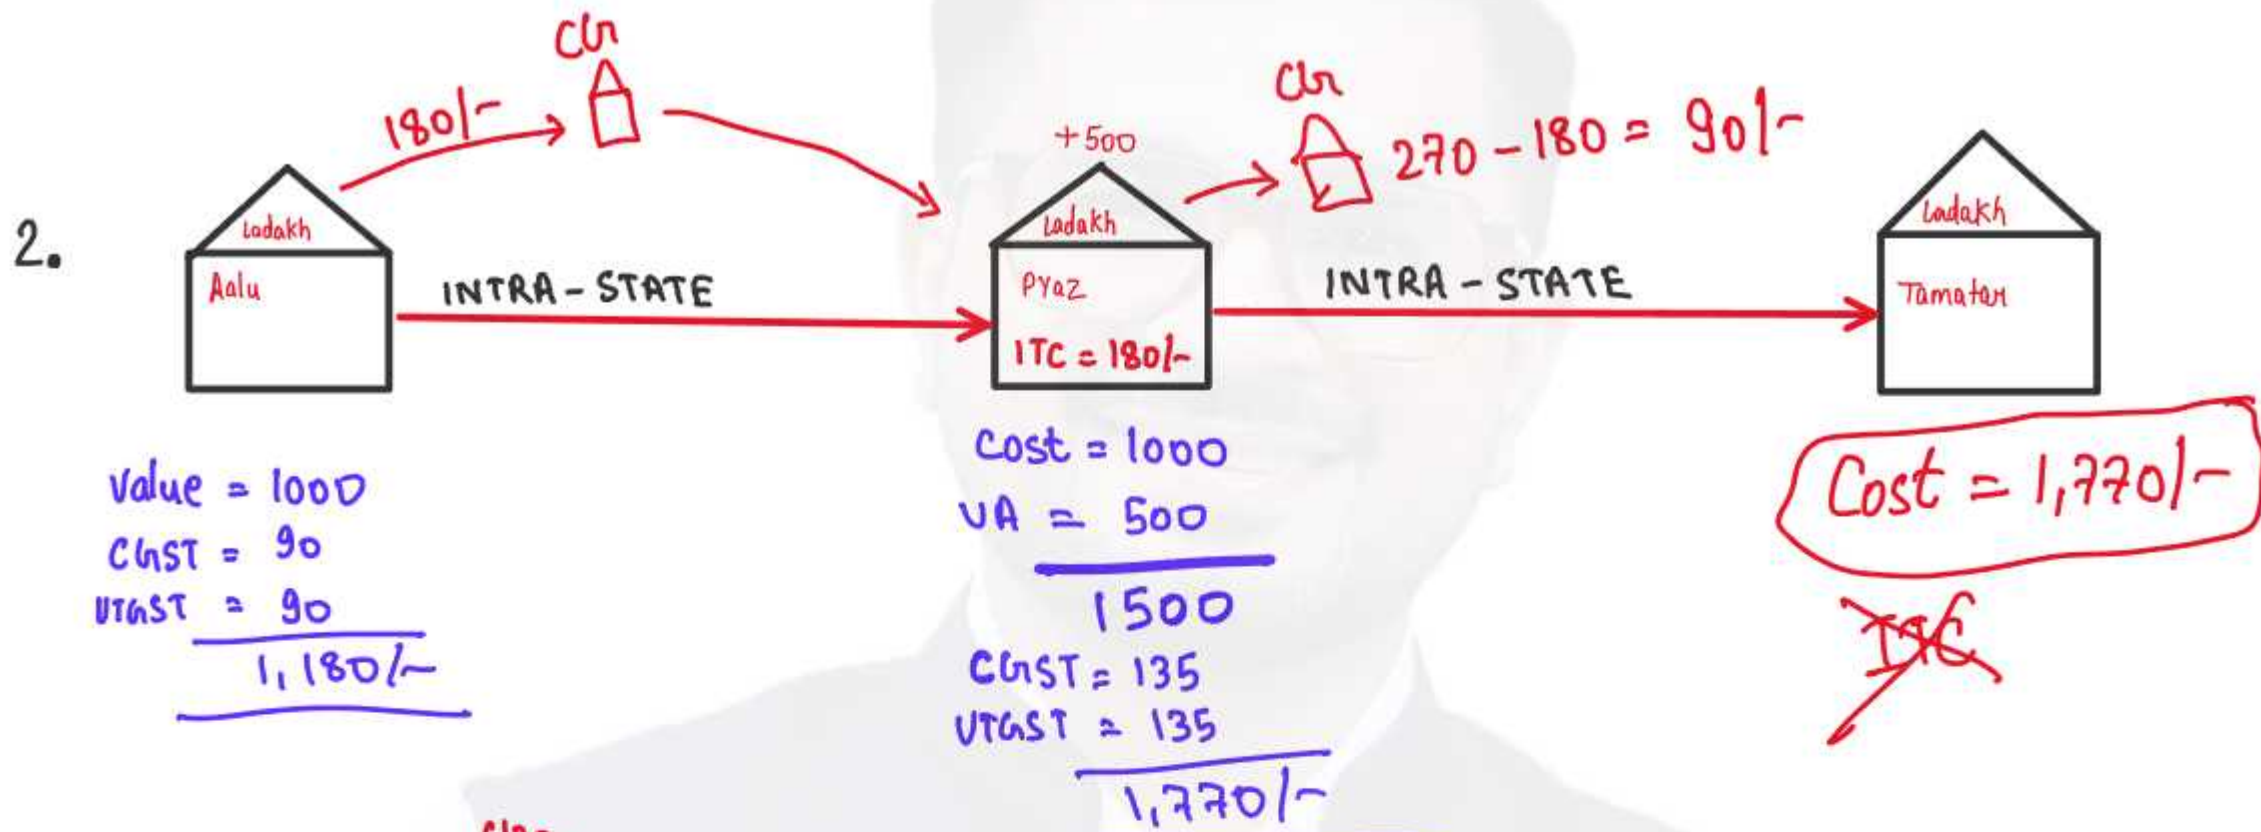 2.
Ladakh
Aalu
180/-
CG
INTRA-STATE
+500
Ladakh
Pyaz
ITC = 180/-
CG
270-180 = 90/-
INTRA-STATE
Ladakh
Tamatar
Value = 1000
CGST = 90
UTGST = 90
1,180/-
Cost = 1000
VA = 500
1500
CGST = 135
UTGST = 135
1,770/-
Cost = 1,770/-
ITC